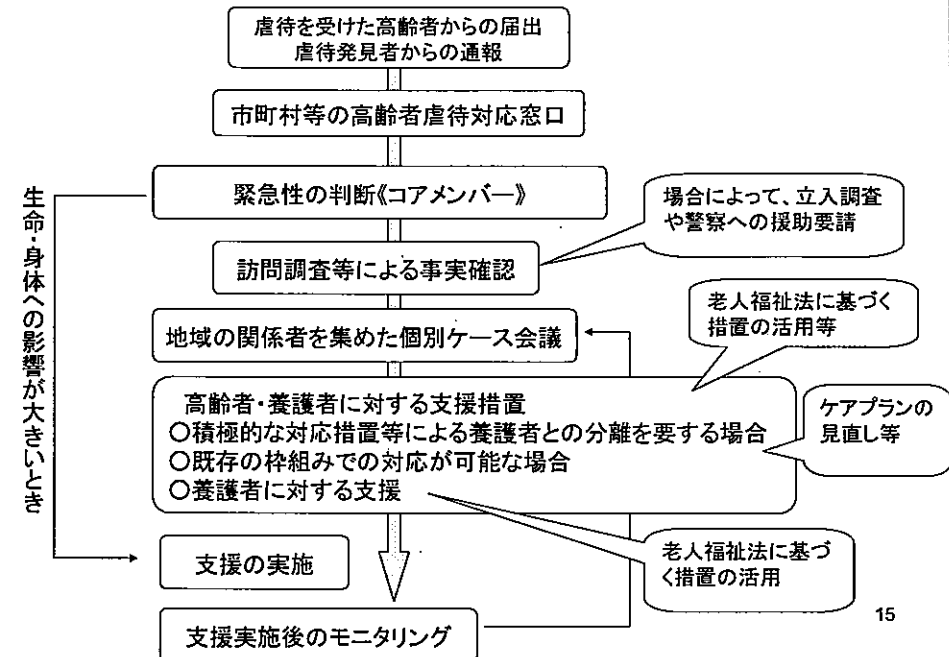 虐待を受けた高齢者からの届出
虐待発見者からの通報
市町村等の高齢者虐待対応窓口
緊急性の判断《コアメンバー》
場合によって、立入調査
や警察への援助要請
訪問調査等による事実確認
老人福祉法に基づく
措置の活用等
地域の関係者を集めた個別ケース会議
生命・身体への影響が大きいとき
高齢者・養護者に対する支援措置
○積極的な対応措置等による養護者との分離を要する場合
○既存の枠組みでの対応が可能な場合
○養護者に対する支援
ケアプランの
見直し等
老人福祉法に基づ
く措置の活用
支援の実施
支援実施後のモニタリング
15